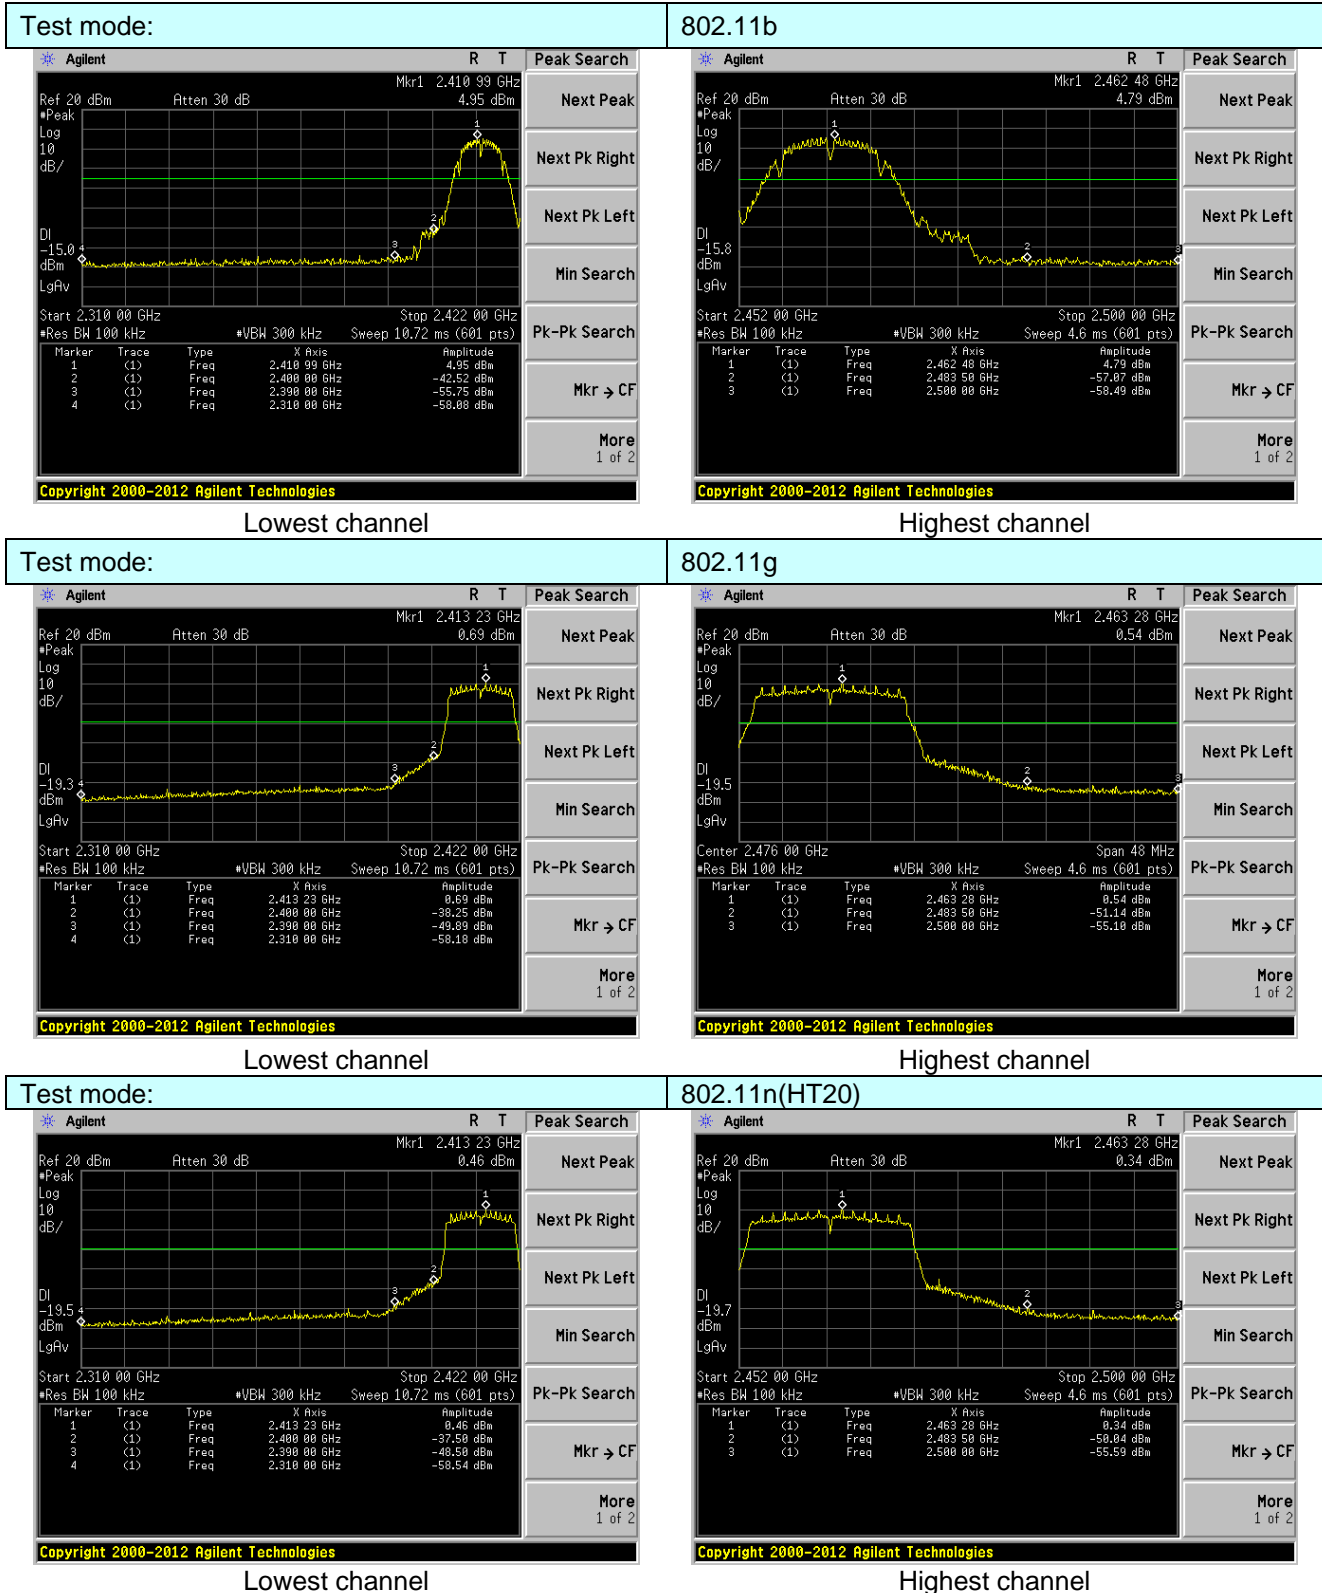 Test mode: 802.11b
Agilent R T Peak Search
Mkr1 2.410 99 GHz
Ref 20 dBm Atten 30 dB 4.95 dBm
#Peak
Log
10
dB/
1
2
3
4
DI
-15.0
dBm
LgAv
Start 2.310 00 GHz Stop 2.422 00 GHz
#Res BW 100 kHz #VBW 300 kHz Sweep 10.72 ms (601 pts)
Marker Trace Type X Axis Amplitude
1 (1) Freq 2.410 99 GHz 4.95 dBm
2 (1) Freq 2.400 00 GHz -42.52 dBm
3 (1) Freq 2.390 00 GHz -55.75 dBm
4 (1) Freq 2.310 00 GHz -58.08 dBm
Next Peak
Next Pk Right
Next Pk Left
Min Search
Pk-Pk Search
Mkr → CF
More
1 of 2
Copyright 2000-2012 Agilent Technologies
Lowest channel
Agilent R T Peak Search
Mkr1 2.462 48 GHz
Ref 20 dBm Atten 30 dB 4.79 dBm
#Peak
Log
10
dB/
1
2
3
DI
-15.8
dBm
LgAv
Start 2.452 00 GHz Stop 2.500 00 GHz
#Res BW 100 kHz #VBW 300 kHz Sweep 4.6 ms (601 pts)
Marker Trace Type X Axis Amplitude
1 (1) Freq 2.462 48 GHz 4.79 dBm
2 (1) Freq 2.483 50 GHz -57.07 dBm
3 (1) Freq 2.500 00 GHz -58.49 dBm
Next Peak
Next Pk Right
Next Pk Left
Min Search
Pk-Pk Search
Mkr → CF
More
1 of 2
Copyright 2000-2012 Agilent Technologies
Highest channel
Test mode: 802.11g
Agilent R T Peak Search
Mkr1 2.413 23 GHz
Ref 20 dBm Atten 30 dB 0.69 dBm
#Peak
Log
10
dB/
1
2
3
4
DI
-19.3
dBm
LgAv
Start 2.310 00 GHz Stop 2.422 00 GHz
#Res BW 100 kHz #VBW 300 kHz Sweep 10.72 ms (601 pts)
Marker Trace Type X Axis Amplitude
1 (1) Freq 2.413 23 GHz 0.69 dBm
2 (1) Freq 2.400 00 GHz -38.25 dBm
3 (1) Freq 2.390 00 GHz -49.89 dBm
4 (1) Freq 2.310 00 GHz -58.18 dBm
Next Peak
Next Pk Right
Next Pk Left
Min Search
Pk-Pk Search
Mkr → CF
More
1 of 2
Copyright 2000-2012 Agilent Technologies
Lowest channel
Agilent R T Peak Search
Mkr1 2.463 28 GHz
Ref 20 dBm Atten 30 dB 0.54 dBm
#Peak
Log
10
dB/
1
2
3
DI
-19.5
dBm
LgAv
Center 2.476 00 GHz Span 48 MHz
#Res BW 100 kHz #VBW 300 kHz Sweep 4.6 ms (601 pts)
Marker Trace Type X Axis Amplitude
1 (1) Freq 2.463 28 GHz 0.54 dBm
2 (1) Freq 2.483 50 GHz -51.14 dBm
3 (1) Freq 2.500 00 GHz -55.10 dBm
Next Peak
Next Pk Right
Next Pk Left
Min Search
Pk-Pk Search
Mkr → CF
More
1 of 2
Copyright 2000-2012 Agilent Technologies
Highest channel
Test mode: 802.11n(HT20)
Agilent R T Peak Search
Mkr1 2.413 23 GHz
Ref 20 dBm Atten 30 dB 0.46 dBm
#Peak
Log
10
dB/
1
2
3
4
DI
-19.5
dBm
LgAv
Start 2.310 00 GHz Stop 2.422 00 GHz
#Res BW 100 kHz #VBW 300 kHz Sweep 10.72 ms (601 pts)
Marker Trace Type X Axis Amplitude
1 (1) Freq 2.413 23 GHz 0.46 dBm
2 (1) Freq 2.400 00 GHz -37.50 dBm
3 (1) Freq 2.390 00 GHz -48.50 dBm
4 (1) Freq 2.310 00 GHz -58.54 dBm
Next Peak
Next Pk Right
Next Pk Left
Min Search
Pk-Pk Search
Mkr → CF
More
1 of 2
Copyright 2000-2012 Agilent Technologies
Lowest channel
Agilent R T Peak Search
Mkr1 2.463 28 GHz
Ref 20 dBm Atten 30 dB 0.34 dBm
#Peak
Log
10
dB/
1
2
3
DI
-19.7
dBm
LgAv
Start 2.452 00 GHz Stop 2.500 00 GHz
#Res BW 100 kHz #VBW 300 kHz Sweep 4.6 ms (601 pts)
Marker Trace Type X Axis Amplitude
1 (1) Freq 2.463 28 GHz 0.34 dBm
2 (1) Freq 2.483 50 GHz -50.04 dBm
3 (1) Freq 2.500 00 GHz -55.59 dBm
Next Peak
Next Pk Right
Next Pk Left
Min Search
Pk-Pk Search
Mkr → CF
More
1 of 2
Copyright 2000-2012 Agilent Technologies
Highest channel